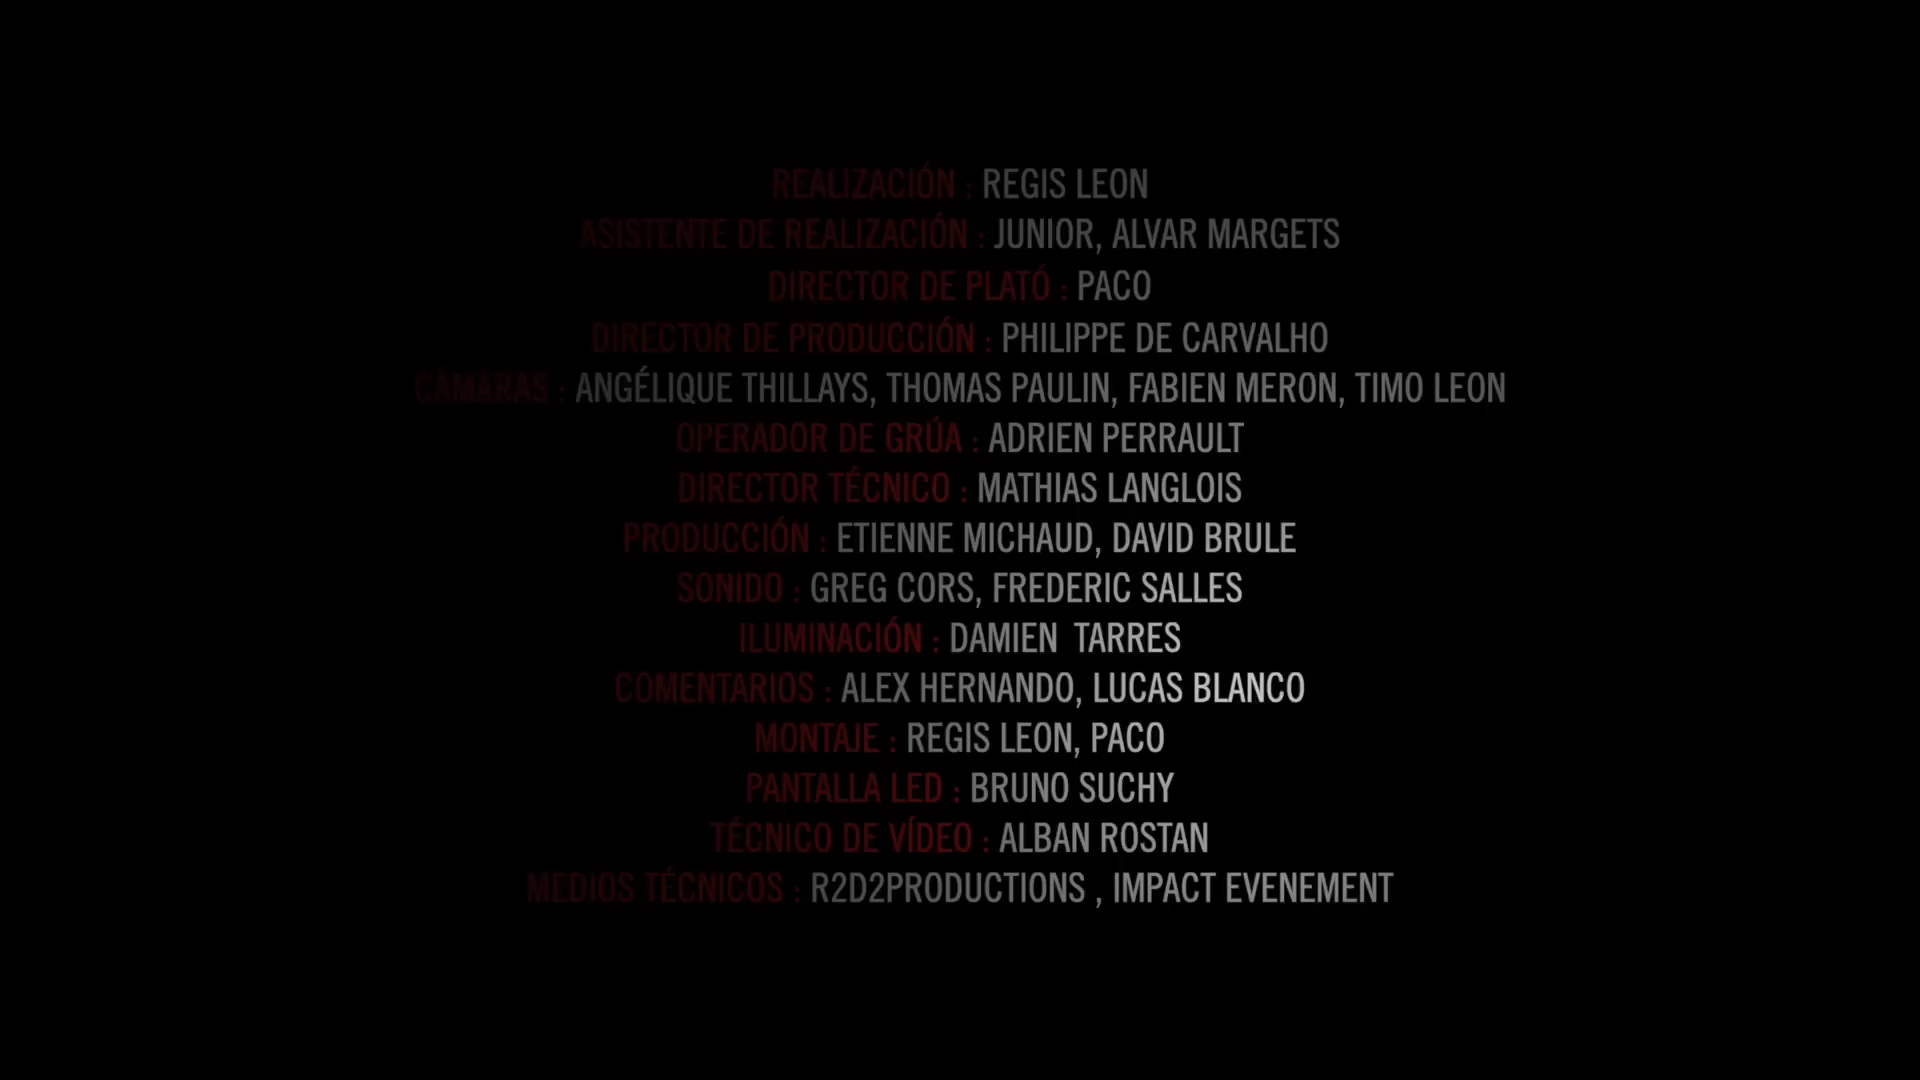 REALIZACIÓN : REGIS LEON
ASISTENTE DE REALIZACIÓN : JUNIOR, ALVAR MARGETS
DIRECTOR DE PLATÓ : PACO
DIRECTOR DE PRODUCCIÓN : PHILIPPE DE CARVALHO
CÁMARAS : ANGÉLIQUE THILLAYS, THOMAS PAULIN, FABIEN MERON, TIMO LEON
OPERADOR DE GRÚA : ADRIEN PERRAULT
DIRECTOR TÉCNICO : MATHIAS LANGLOIS
PRODUCCIÓN : ETIENNE MICHAUD, DAVID BRULE
SONIDO : GREG CORS, FREDERIC SALLES
ILUMINACIÓN : DAMIEN  TARRES
COMENTARIOS : ALEX HERNANDO, LUCAS BLANCO
MONTAJE : REGIS LEON, PACO
PANTALLA LED : BRUNO SUCHY
TÉCNICO DE VÍDEO : ALBAN ROSTAN
MEDIOS TÉCNICOS : R2D2PRODUCTIONS , IMPACT EVENEMENT